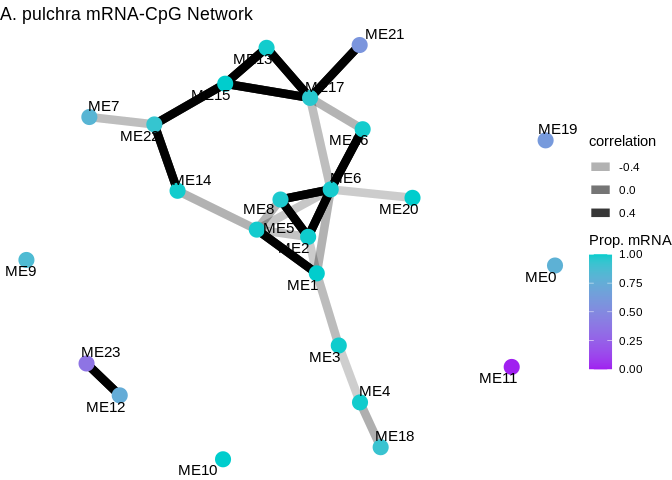 A. pulchra mRNA-CpG Network
ME21
ME13
ME17
ME15
ME7
ME22
ME16
ME19
ME14
ME6
ME8
ME20
ME5
ME2
ME9
ME1
ME0
ME3
ME23
ME12
ME11
ME4
ME18
ME10
correlation
-0.4
0.0
0.4
Prop. mRNA
1.00
0.75
0.50
0.25
0.00